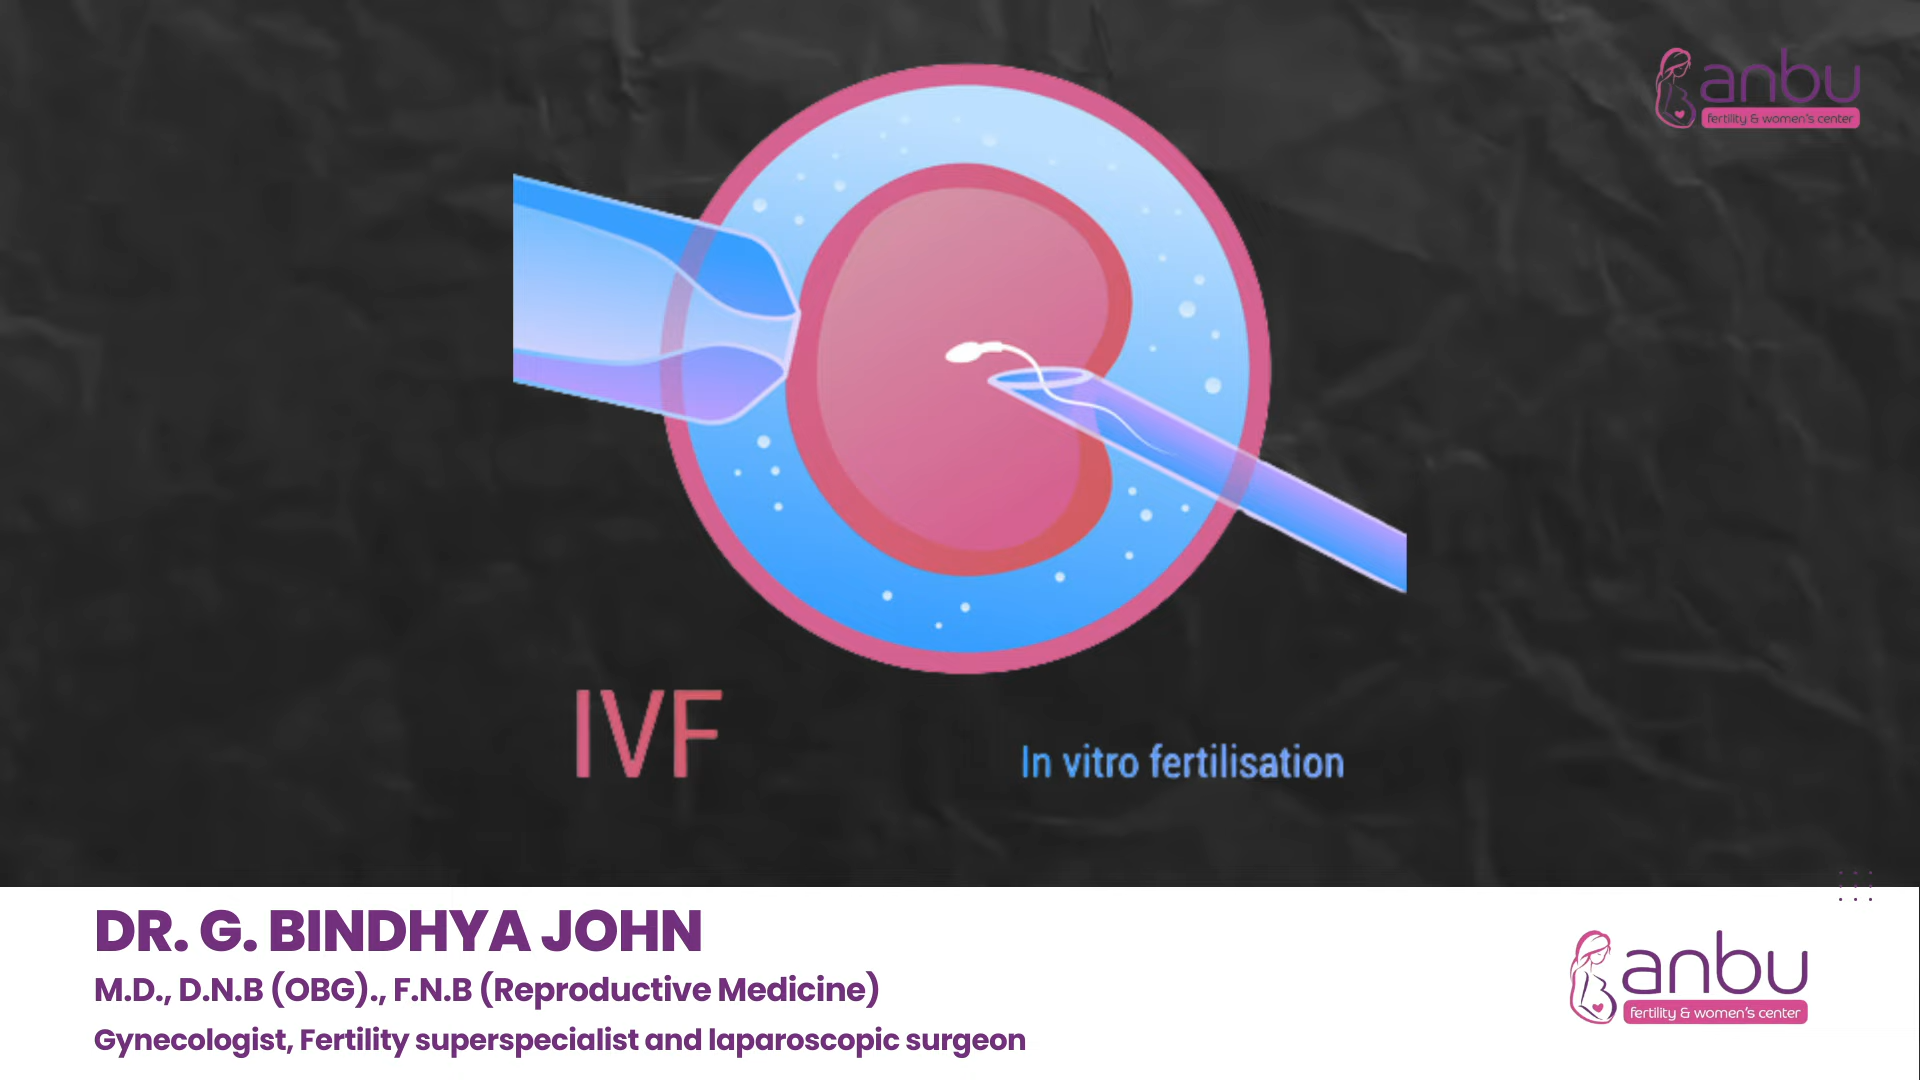 anbu
fertility & women's center
IVF
In vitro fertilisation
DR. G. BINDHYA JOHN
M.D., D.N.B (OBG)., F.N.B (Reproductive Medicine)
Gynecologist, Fertility superspecialist and laparoscopic surgeon
anbu
fertility & women's center